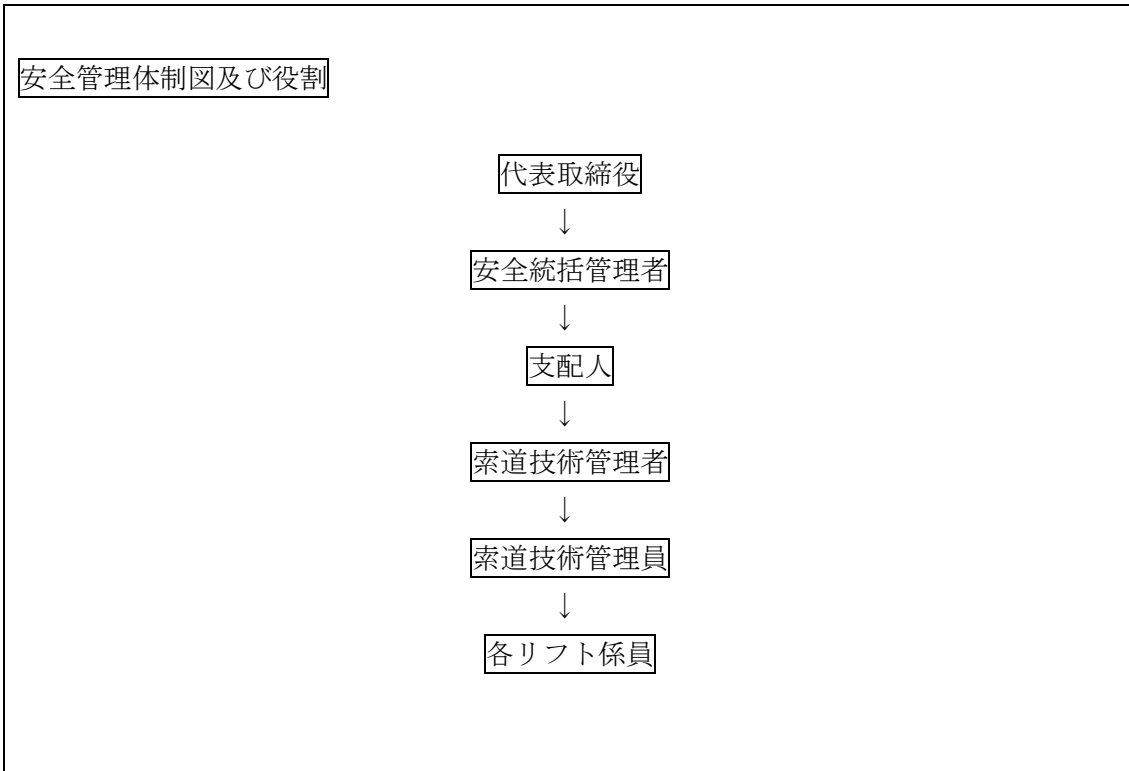 安全管理体制図及び役割
代表取締役
↓
安全統括管理者
↓
支配人
↓
索道技術管理者
↓
索道技術管理員
↓
各リフト係員